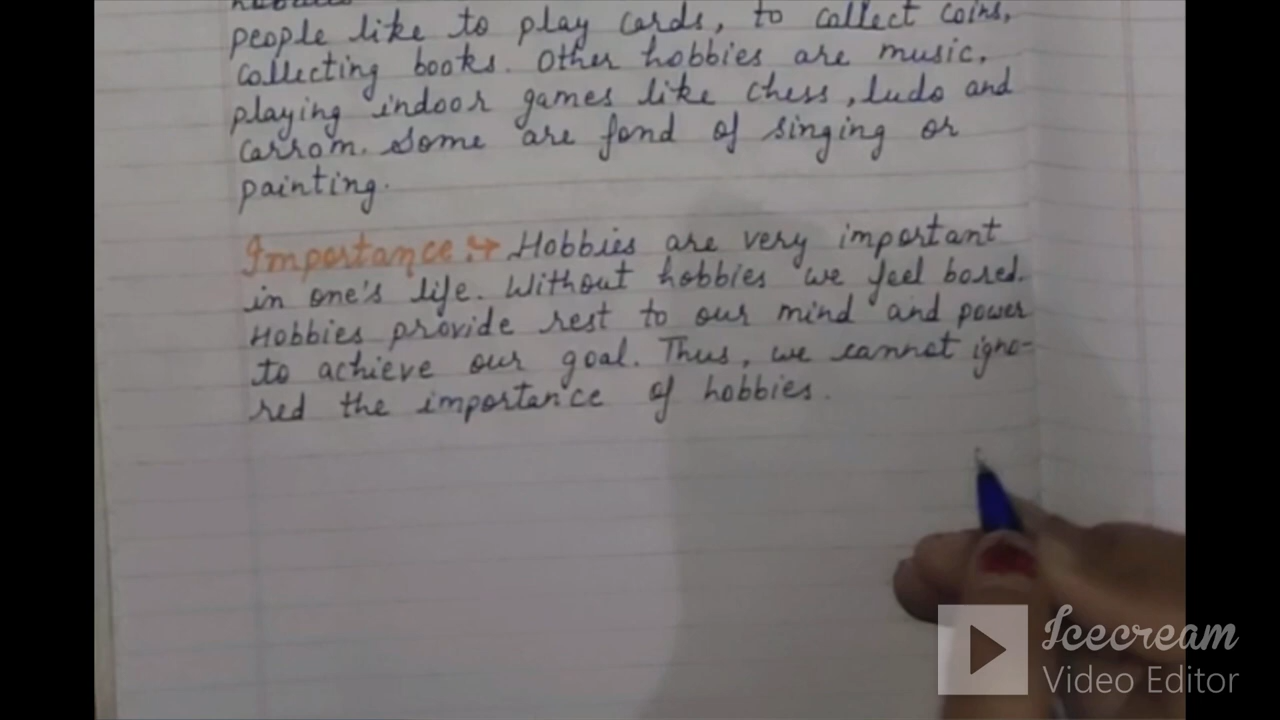 people like to play cards, to collect coins,
collecting books. Other hobbies are music,
playing indoor games like chess, ludo and
carrom. Some are fond of singing or
painting.
Importance :→ Hobbies are very important
in one's life. Without hobbies we feel bored.
Hobbies provide rest to our mind and power
to achieve our goal. Thus, we cannot igno-
red the importance of hobbies.
Icecream
Video Editor